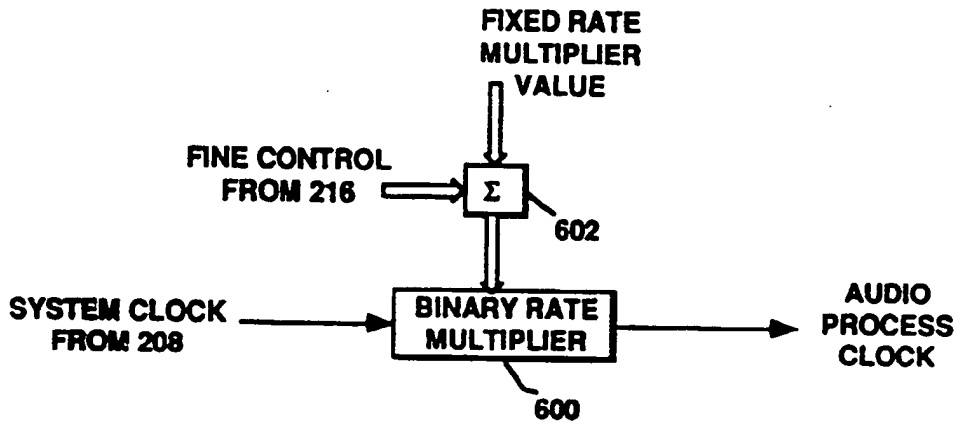 FIXED RATE
MULTIPLIER
VALUE
FINE CONTROL
FROM 216
Σ
602
SYSTEM CLOCK
FROM 208
BINARY RATE
MULTIPLIER
AUDIO
PROCESS
CLOCK
600